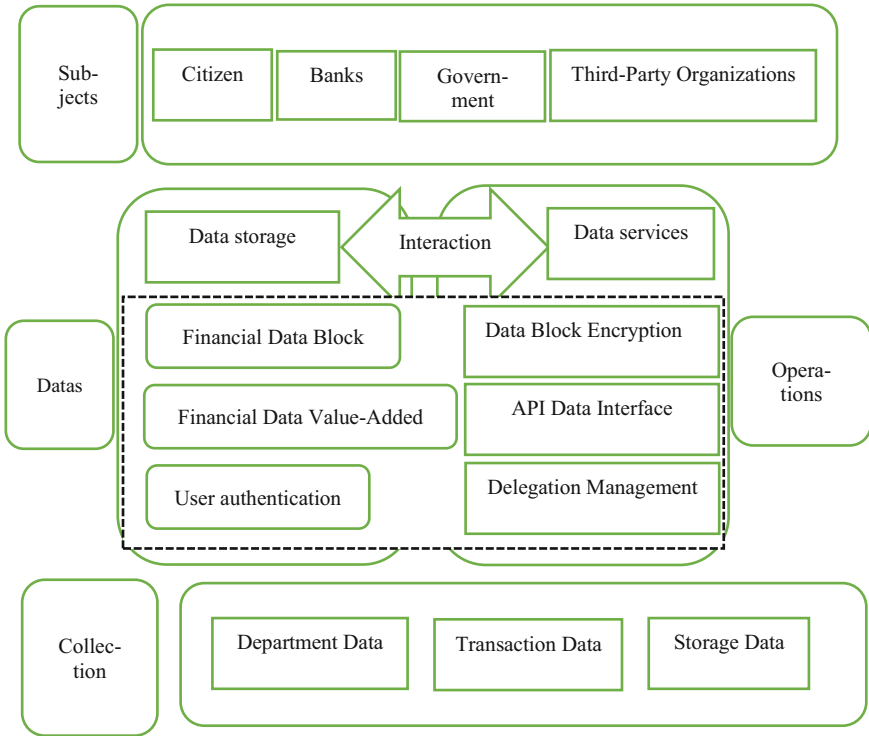 Sub-
jects
Citizen
Banks
Govern-
ment
Third-Party Organizations
Data storage
Interaction
Data services
Datas
Financial Data Block
Financial Data Value-Added
User authentication
Data Block Encryption
API Data Interface
Delegation Management
Opera-
tions
Collec-
tion
Department Data
Transaction Data
Storage Data